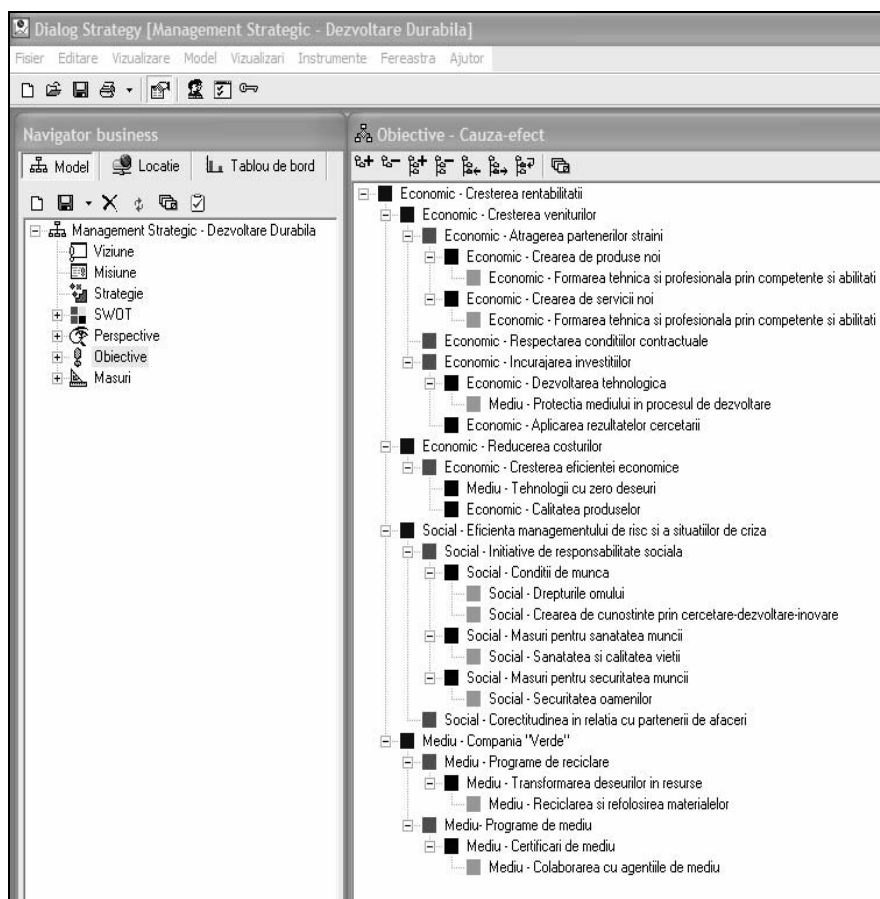 Dialog Strategy [Management Strategic - Dezvoltare Durabila]
Fisier Editare Vizualizare Model Vizualizari Instrumente Fereastra Ajutor
Navigator business
Model Locatie Tablou de bord
Management Strategic - Dezvoltare Durabila
Viziune
Misiune
Strategie
SWOT
Perspective
Obiective
Masuri
Obiective - Cauza-efect
Economic - Cresterea rentabilitatii
Economic - Cresterea veniturilor
Economic - Atragerea partenerilor straini
Economic - Crearea de produse noi
Economic - Formarea tehnica si profesionala prin competente si abilitati
Economic - Crearea de servicii noi
Economic - Formarea tehnica si profesionala prin competente si abilitati
Economic - Respectarea conditiilor contractuale
Economic - Incurajarea investitiilor
Economic - Dezvoltarea tehnologica
Mediu - Protectia mediului in procesul de dezvoltare
Economic - Aplicarea rezultatelor cercetarii
Economic - Reducerea costurilor
Economic - Cresterea eficientei economice
Mediu - Tehnologii cu zero deseuri
Economic - Calitatea produselor
Social - Eficienta managementului de risc si a situatiilor de criza
Social - Initiative de responsabilitate sociala
Social - Conditii de munca
Social - Drepturile omului
Social - Crearea de cunostinte prin cercetare-dezvoltare-inovare
Social - Masuri pentru sanatatea muncii
Social - Sanatatea si calitatea vietii
Social - Masuri pentru securitatea muncii
Social - Securitatea oamenilor
Social - Corectitudinea in relatia cu partenerii de afaceri
Mediu - Compania "Verde"
Mediu - Programe de reciclare
Mediu - Transformarea deseurilor in resurse
Mediu - Reciclarea si refolosirea materialelor
Mediu- Programe de mediu
Mediu - Certificari de mediu
Mediu - Colaborarea cu agentiile de mediu